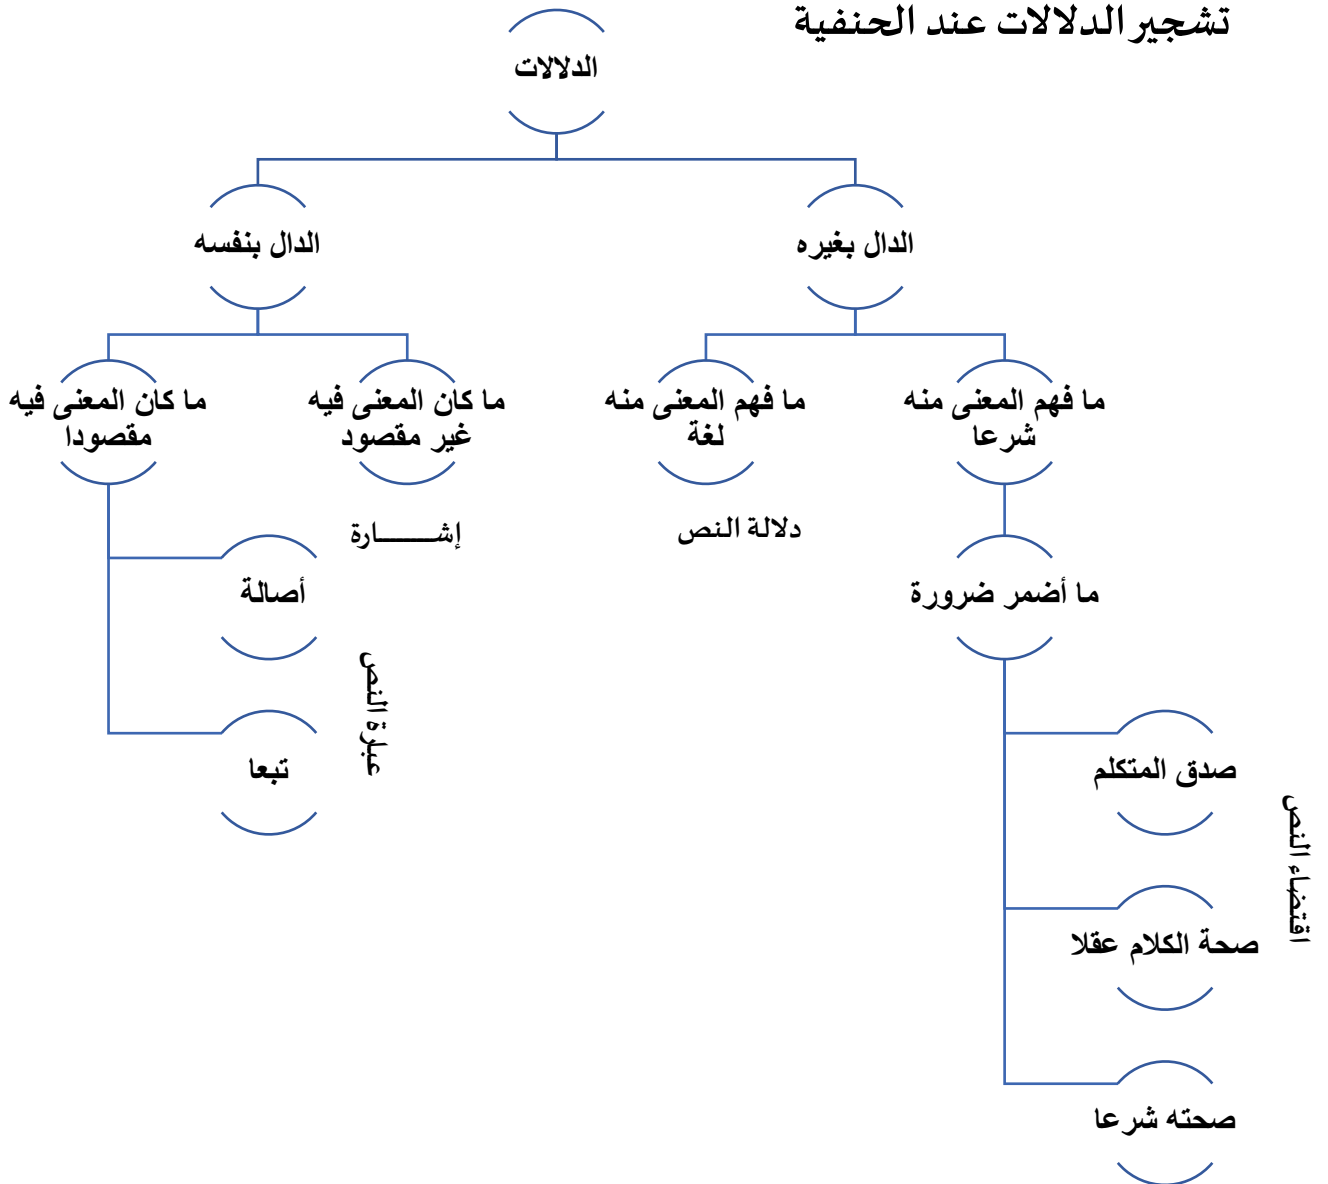 تشجير الدلالات عند الحنفية
الدلالات
الدال بغيره
الدال بنفسه
ما فهم المعنى منه
شرعا
ما فهم المعنى منه
لغة
ما كان المعنى فيه
غير مقصود
ما كان المعنى فيه
مقصودا
دلالة النص
إشـــــــارة
ما أضمر ضرورة
أصالة
عبارة النص
تبعا
صدق المتكلم
اقتضاء النص
صحة الكلام عقلا
صحته شرعا